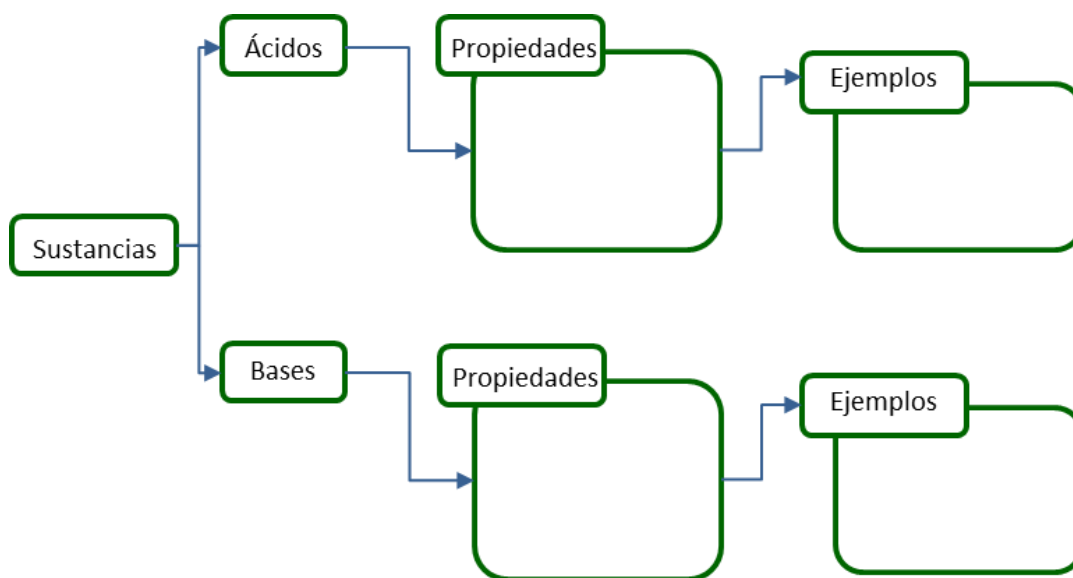 Ácidos
Propiedades
Ejemplos
Sustancias
Bases
Propiedades
Ejemplos